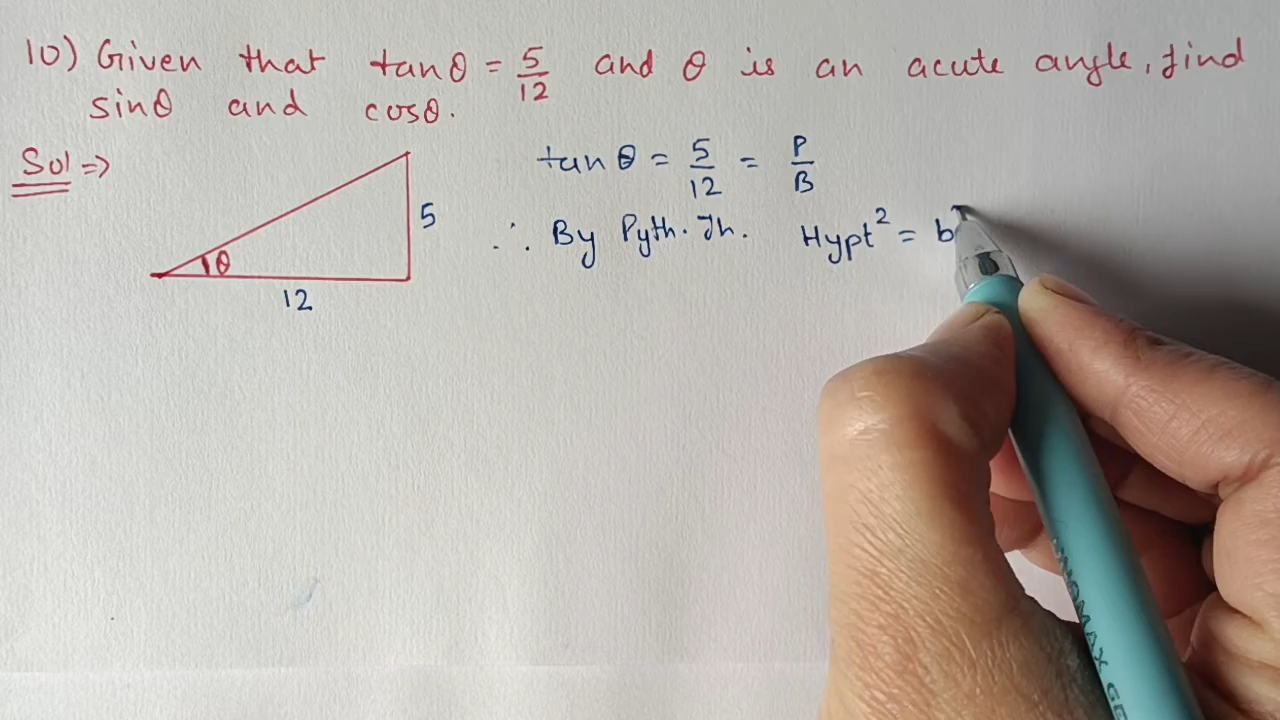 10) Given that tanθ = 5/12 and θ is an acute angle, find
sinθ and cosθ.
Sol ⇒
tan θ = 5/12 = P/B
5
θ
12
∴ By Pyth. Th. Hypt² = b